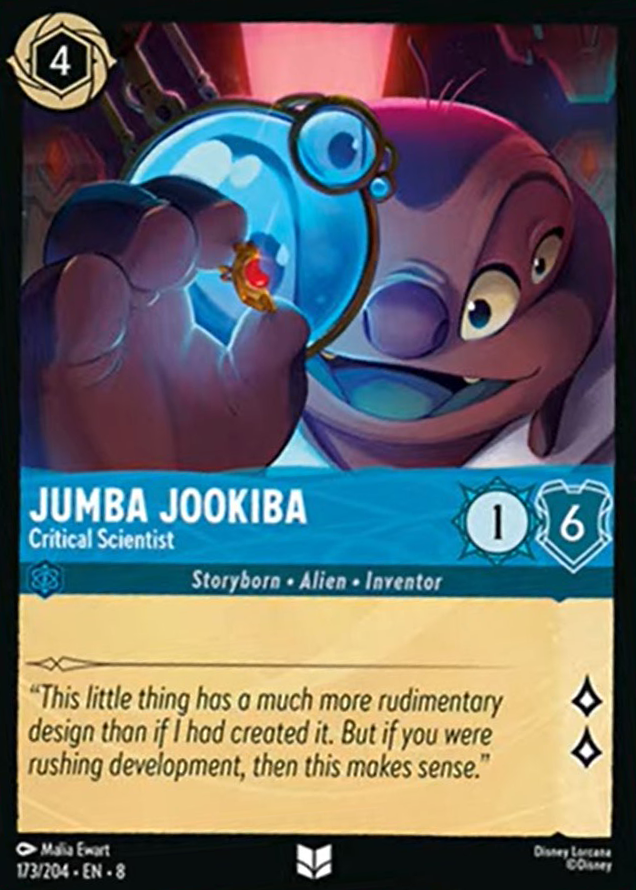 4
JUMBA JOOKIBA
Critical Scientist
1 6
Storyborn • Alien • Inventor
“This little thing has a much more rudimentary
design than if I had created it. But if you were
rushing development, then this makes sense.”
Malia Ewart
173/204 • EN • 8
Disney Lorcana
©Disney